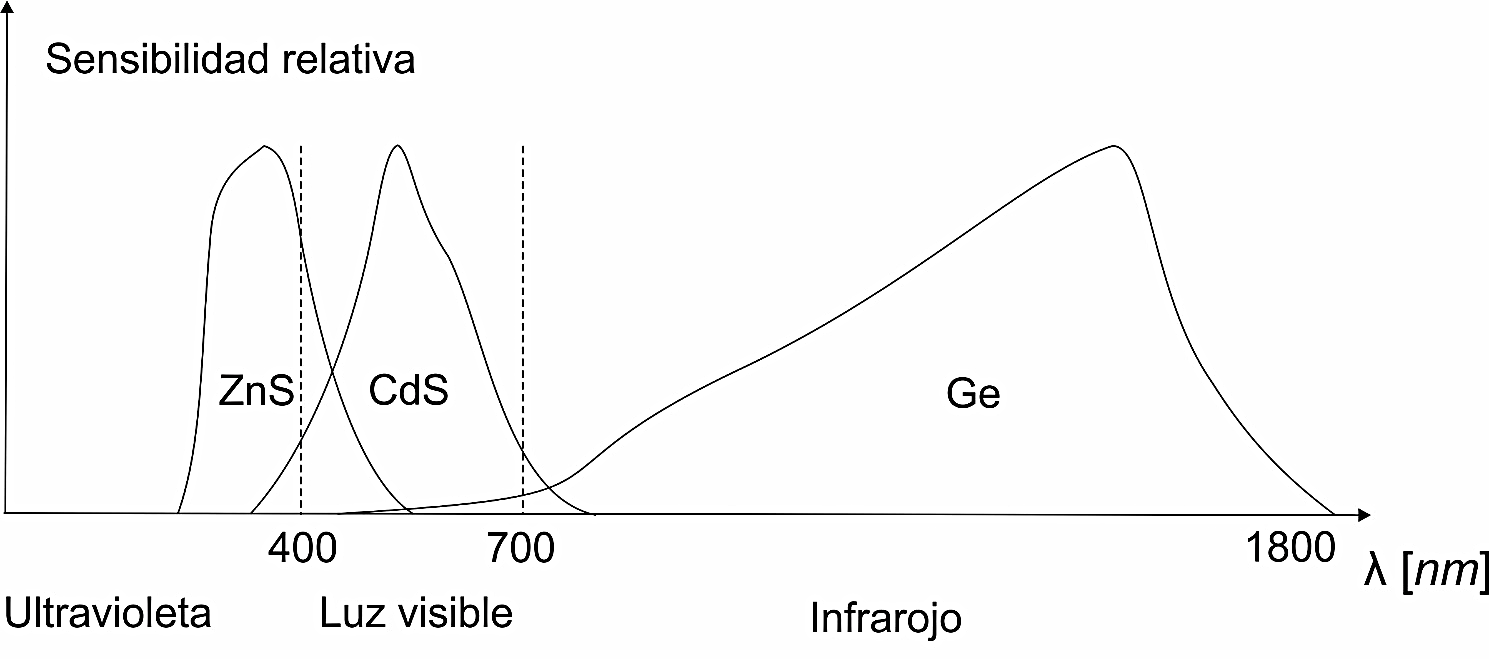 Sensibilidad relativa
ZnS
CdS
Ge
400
700
1800
λ [nm]
Ultravioleta
Luz visible
Infrarojo